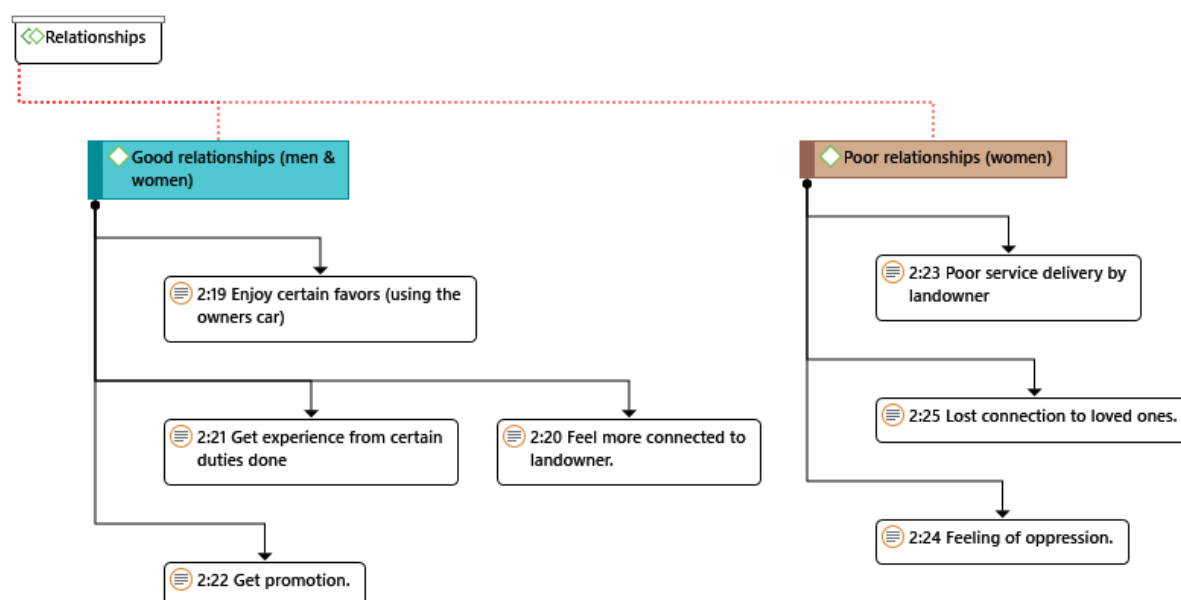 Relationships
Good relationships (men &
women)
Poor relationships (women)
2:19 Enjoy certain favors (using the
owners car)
2:23 Poor service delivery by
landowner
2:21 Get experience from certain
duties done
2:20 Feel more connected to
landowner.
2:25 Lost connection to loved ones.
2:24 Feeling of oppression.
2:22 Get promotion.